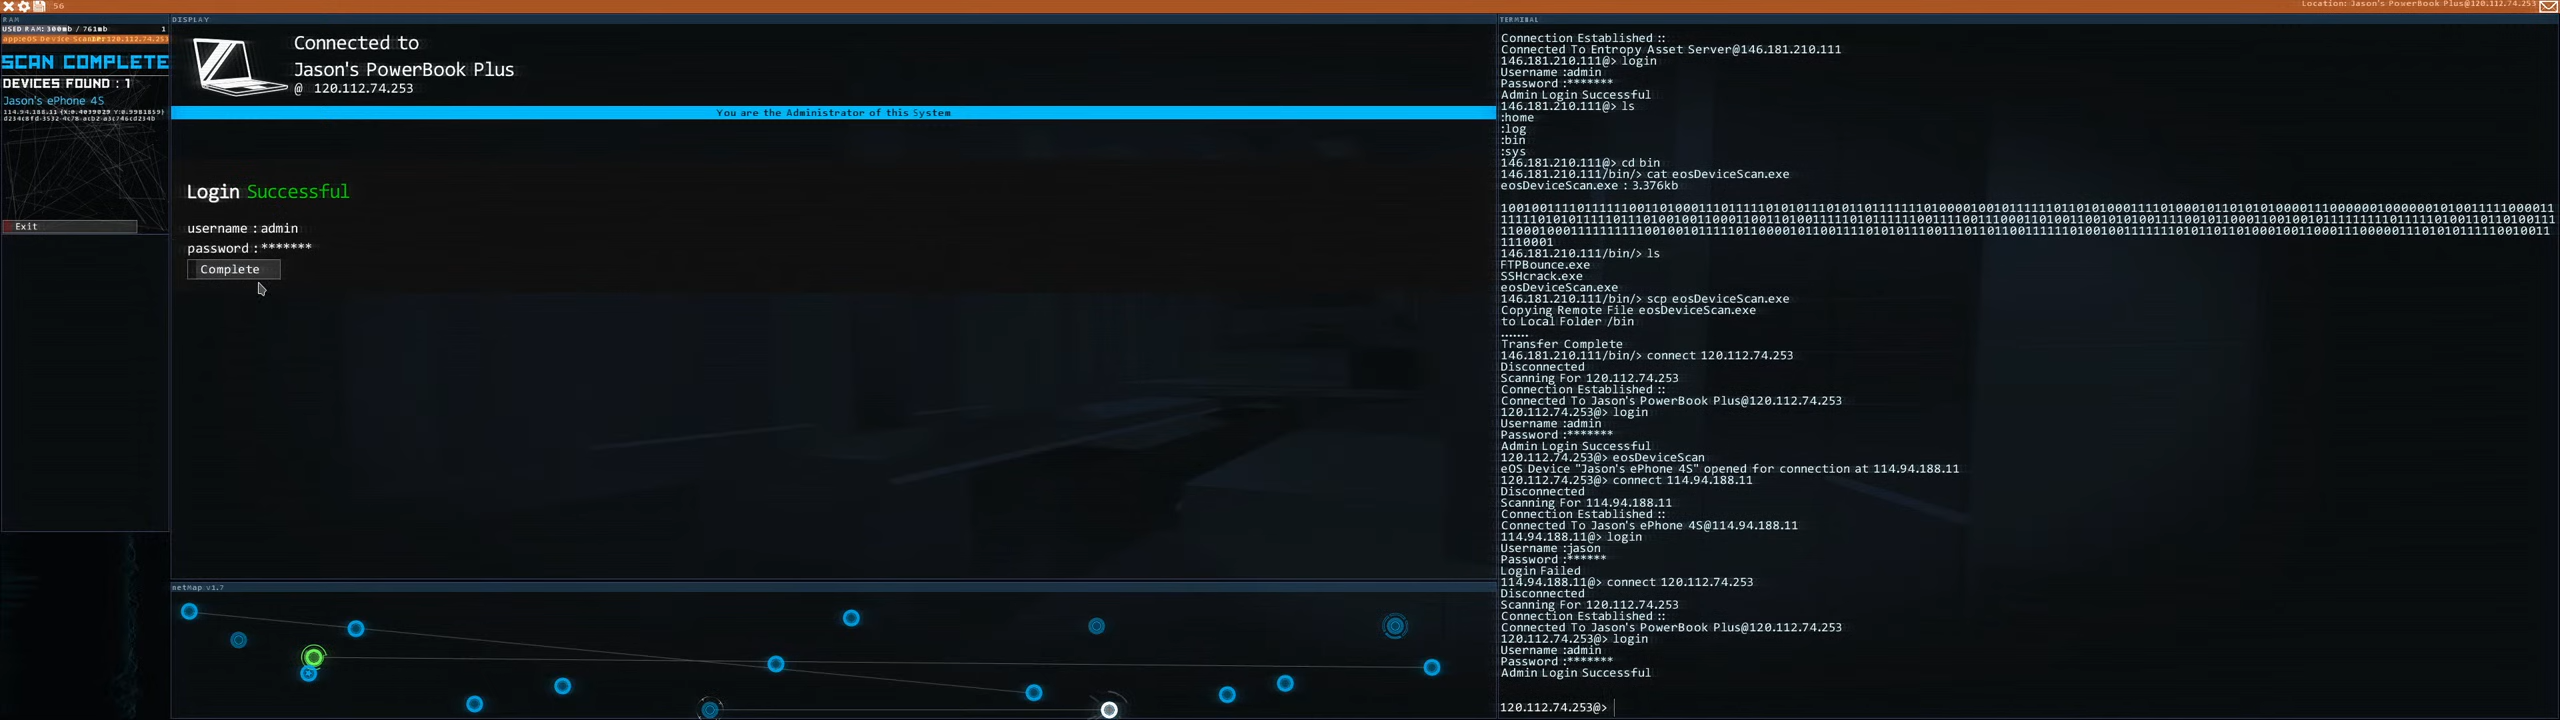 56
Location: Jason's PowerBook Plus@120.112.74.253
RAM
USED RAM: 300mb / 761mb 1
SCAN COMPLETE
DEVICES FOUND : 1
Jason's ePhone 4S
Exit
DISPLAY
Connected to
Jason's PowerBook Plus
@ 120.112.74.253
You are the Administrator of this System
Login Successful
username : admin
password : *******
Complete
netMap v1.7
TERMINAL
Connection Established ::
Connected To Entropy Asset Server@146.181.210.111
146.181.210.111@> login
Username :admin
Password :*******
Admin Login Successful
146.181.210.111@> ls
:home
:log
:bin
:sys
146.181.210.111@> cd bin
146.181.210.111/bin/> cat eosDeviceScan.exe
eosDeviceScan.exe : 3.376kb
1110001
146.181.210.111/bin/> ls
FTPBounce.exe
SSHcrack.exe
eosDeviceScan.exe
146.181.210.111/bin/> scp eosDeviceScan.exe
Copying Remote File eosDeviceScan.exe
to Local Folder /bin
.......
Transfer Complete
146.181.210.111/bin/> connect 120.112.74.253
Disconnected
Scanning For 120.112.74.253
Connection Established ::
Connected To Jason's PowerBook Plus@120.112.74.253
120.112.74.253@> login
Username :admin
Password :*******
Admin Login Successful
120.112.74.253@> eosDeviceScan
eOS Device "Jason's ePhone 4S" opened for connection at 114.94.188.11
120.112.74.253@> connect 114.94.188.11
Disconnected
Scanning For 114.94.188.11
Connection Established ::
Connected To Jason's ePhone 4S@114.94.188.11
114.94.188.11@> login
Username :jason
Password :******
Login Failed
114.94.188.11@> connect 120.112.74.253
Disconnected
Scanning For 120.112.74.253
Connection Established ::
Connected To Jason's PowerBook Plus@120.112.74.253
120.112.74.253@> login
Username :admin
Password :*******
Admin Login Successful
120.112.74.253@>